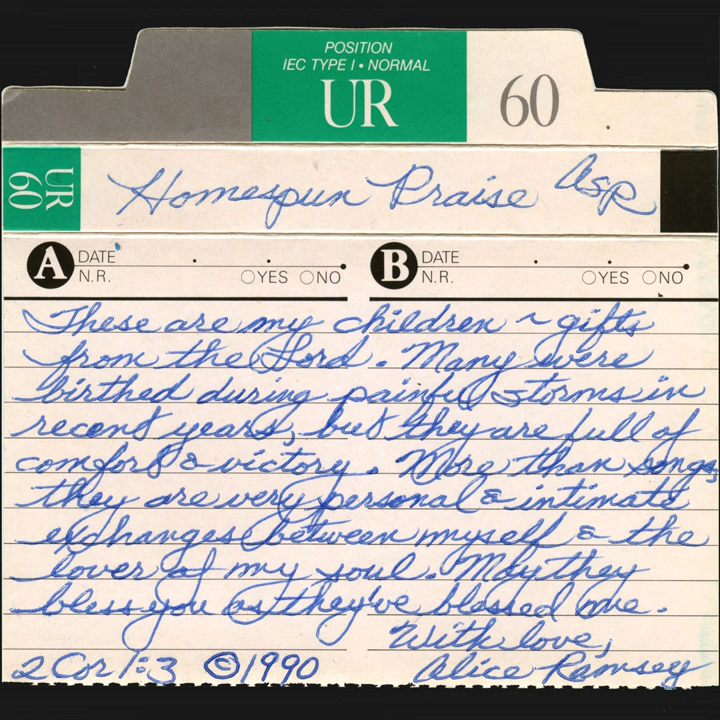 POSITION
IEC TYPE I • NORMAL
UR
60
UR
60
Homespun Praise
A DATE
N.R. YES NO
B DATE
N.R. YES NO
These are my children ~ gifts
from the Lord. Many were
birthed during painful storms in
recent years, but they are full of
comfort & victory. More than songs,
they are very personal & intimate
exchanges between myself & the
lover of my soul. May they
bless you as they've blessed me.
With love,
2 Cor 1:3 © 1990 Alice Ramsey